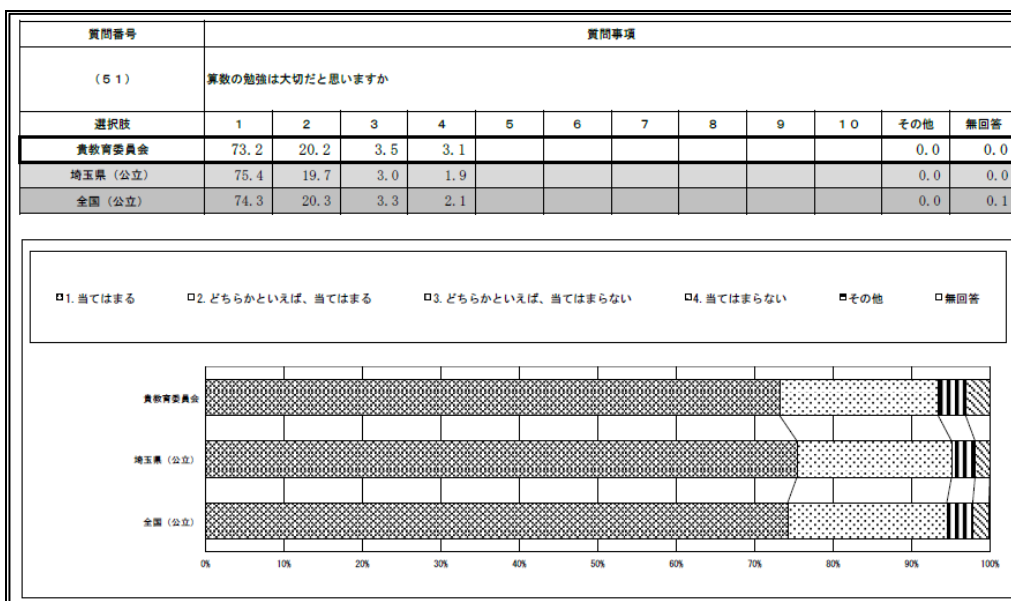 質問番号 質問事項
（５１） 算数の勉強は大切だと思いますか
選択肢 1 2 3 4 5 6 7 8 9 １０ その他 無回答
貴教育委員会 73.2 20.2 3.5 3.1 0.0 0.0
埼玉県（公立） 75.4 19.7 3.0 1.9 0.0 0.0
全国（公立） 74.3 20.3 3.3 2.1 0.0 0.1
1.当てはまる 2.どちらかといえば、当てはまる 3.どちらかといえば、当てはまらない 4.当てはまらない その他 無回答
貴教育委員会
埼玉県（公立）
全国（公立）
0% 10% 20% 30% 40% 50% 60% 70% 80% 90% 100%